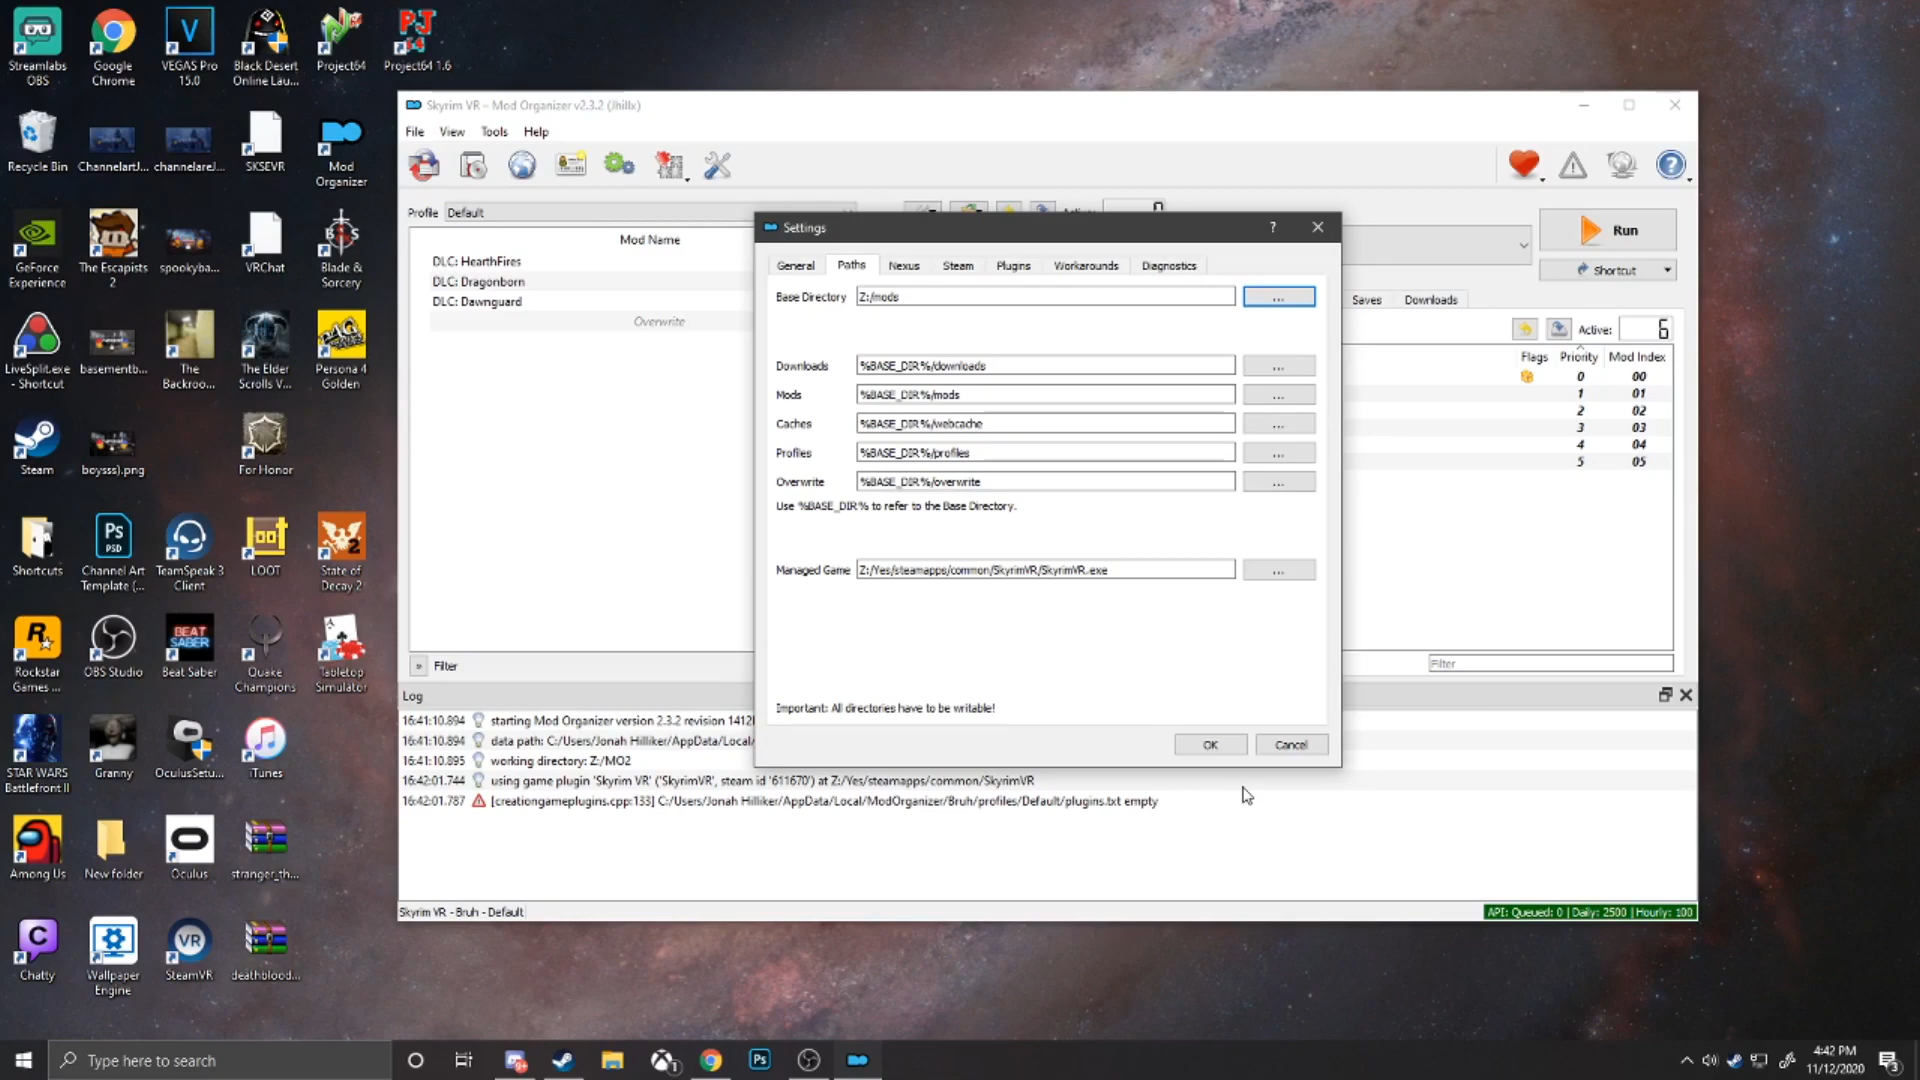 Streamlabs OBS
Google Chrome
VEGAS Pro 15.0
Black Desert Online Lau...
Project64
Project64 1.6
Recycle Bin
ChannelartJ...
channelareJ...
SKSEVR
Mod Organizer
GeForce Experience
The Escapists 2
spookyba...
VRChat
Blade & Sorcery
LiveSplit.exe - Shortcut
basementb...
The Backroo...
The Elder Scrolls V...
Persona 4 Golden
Steam
boysss).png
For Honor
Shortcuts
Channel Art Template (...
TeamSpeak 3 Client
LOOT
State of Decay 2
Rockstar Games ...
OBS Studio
Beat Saber
Quake Champions
Tabletop Simulator
STAR WARS Battlefront II
Granny
OculusSetu...
iTunes
Among Us
New folder
Oculus
stranger_th...
Chatty
Wallpaper Engine
SteamVR
deathblood...
Skyrim VR – Mod Organizer v2.3.2 (Jhillx)
File View Tools Help
Profile Default
Mod Name
DLC: HearthFires
DLC: Dragonborn
DLC: Dawnguard
Overwrite
» Filter
Run
Shortcut
Saves Downloads
Active: 6
Flags Priority Mod Index
0 00
1 01
2 02
3 03
4 04
5 05
Filter
Settings
General Paths Nexus Steam Plugins Workarounds Diagnostics
Base Directory Z:/mods ...
Downloads %BASE_DIR%/downloads ...
Mods %BASE_DIR%/mods ...
Caches %BASE_DIR%/webcache ...
Profiles %BASE_DIR%/profiles ...
Overwrite %BASE_DIR%/overwrite ...
Use %BASE_DIR% to refer to the Base Directory.
Managed Game Z:/Yes/steamapps/common/SkyrimVR/SkyrimVR.exe ...
Important: All directories have to be writable!
OK Cancel
Log
16:41:10.894 starting Mod Organizer version 2.3.2 revision 1412
16:41:10.894 data path: C:/Users/Jonah Hilliker/AppData/Local/
16:41:10.895 working directory: Z:/MO2
16:42:01.744 using game plugin 'Skyrim VR' ('SkyrimVR', steam id '611670') at Z:/Yes/steamapps/common/SkyrimVR
16:42:01.787 [creationgameplugins.cpp:133] C:/Users/Jonah Hilliker/AppData/Local/ModOrganizer/Bruh/profiles/Default/plugins.txt empty
Skyrim VR - Bruh - Default
API: Queued: 0 | Daily: 2500 | Hourly: 100
Type here to search
4:42 PM
11/12/2020